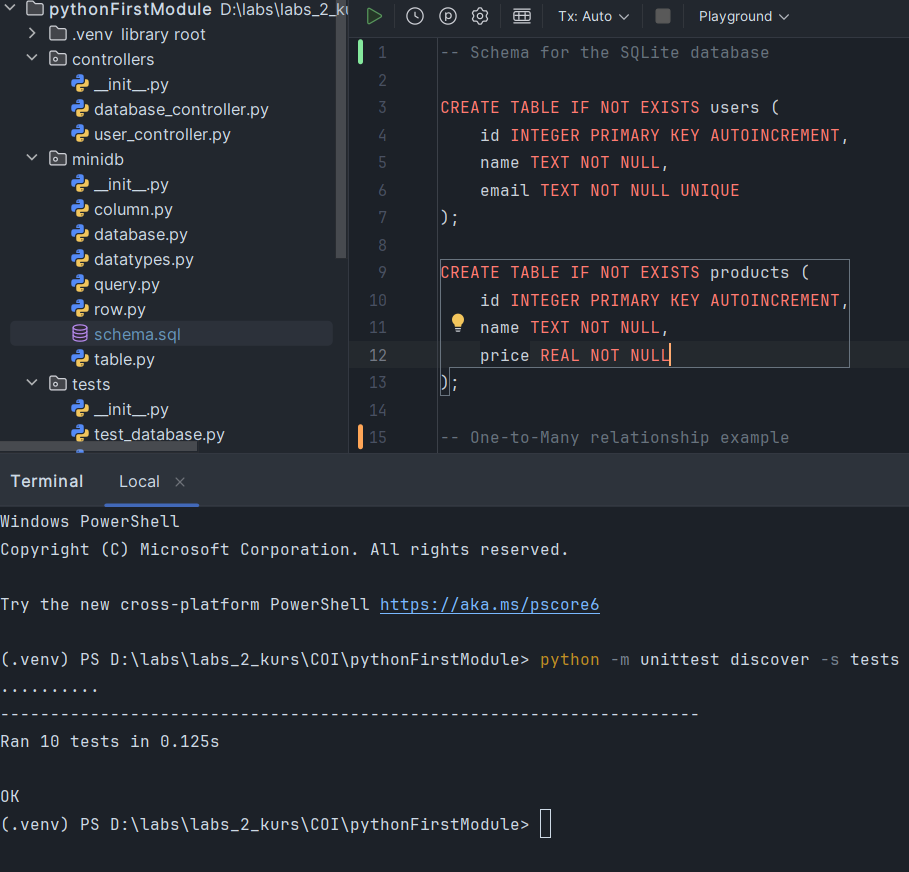 pythonFirstModule D:\labs\labs_2_
.venv library root
controllers
__init__.py
database_controller.py
user_controller.py
minidb
__init__.py
column.py
database.py
datatypes.py
query.py
row.py
schema.sql
table.py
tests
__init__.py
test_database.py
Tx: Auto Playground
1 -- Schema for the SQLite database
2
3 CREATE TABLE IF NOT EXISTS users (
4 id INTEGER PRIMARY KEY AUTOINCREMENT,
5 name TEXT NOT NULL,
6 email TEXT NOT NULL UNIQUE
7 );
8
9 CREATE TABLE IF NOT EXISTS products (
10 id INTEGER PRIMARY KEY AUTOINCREMENT,
11 name TEXT NOT NULL,
12 price REAL NOT NULL
13 );
14
15 -- One-to-Many relationship example
Terminal Local ×
Windows PowerShell
Copyright (C) Microsoft Corporation. All rights reserved.
Try the new cross-platform PowerShell https://aka.ms/pscore6
(.venv) PS D:\labs\labs_2_kurs\COI\pythonFirstModule> python -m unittest discover -s tests
..........
----------------------------------------------------------------------
Ran 10 tests in 0.125s
OK
(.venv) PS D:\labs\labs_2_kurs\COI\pythonFirstModule>